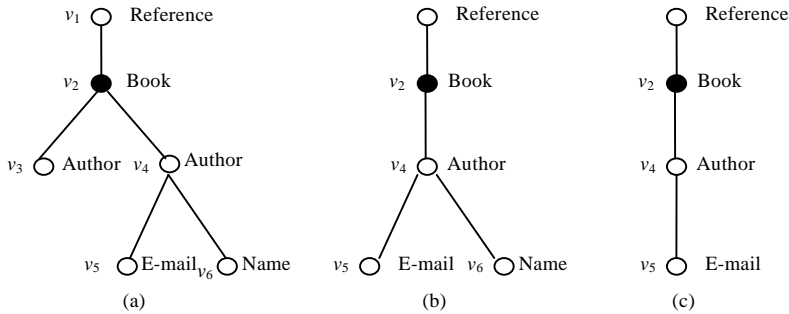 v1 Reference Reference Reference
v2 Book v2 Book v2 Book
v3 Author v4 Author v4 Author v4 Author
v5 E-mail v6 Name v5 E-mail v6 Name v5 E-mail
(a) (b) (c)